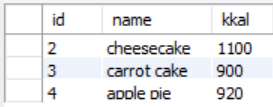 id name kkal
2 cheesecake 1100
3 carrot cake 900
4 apple pie 920